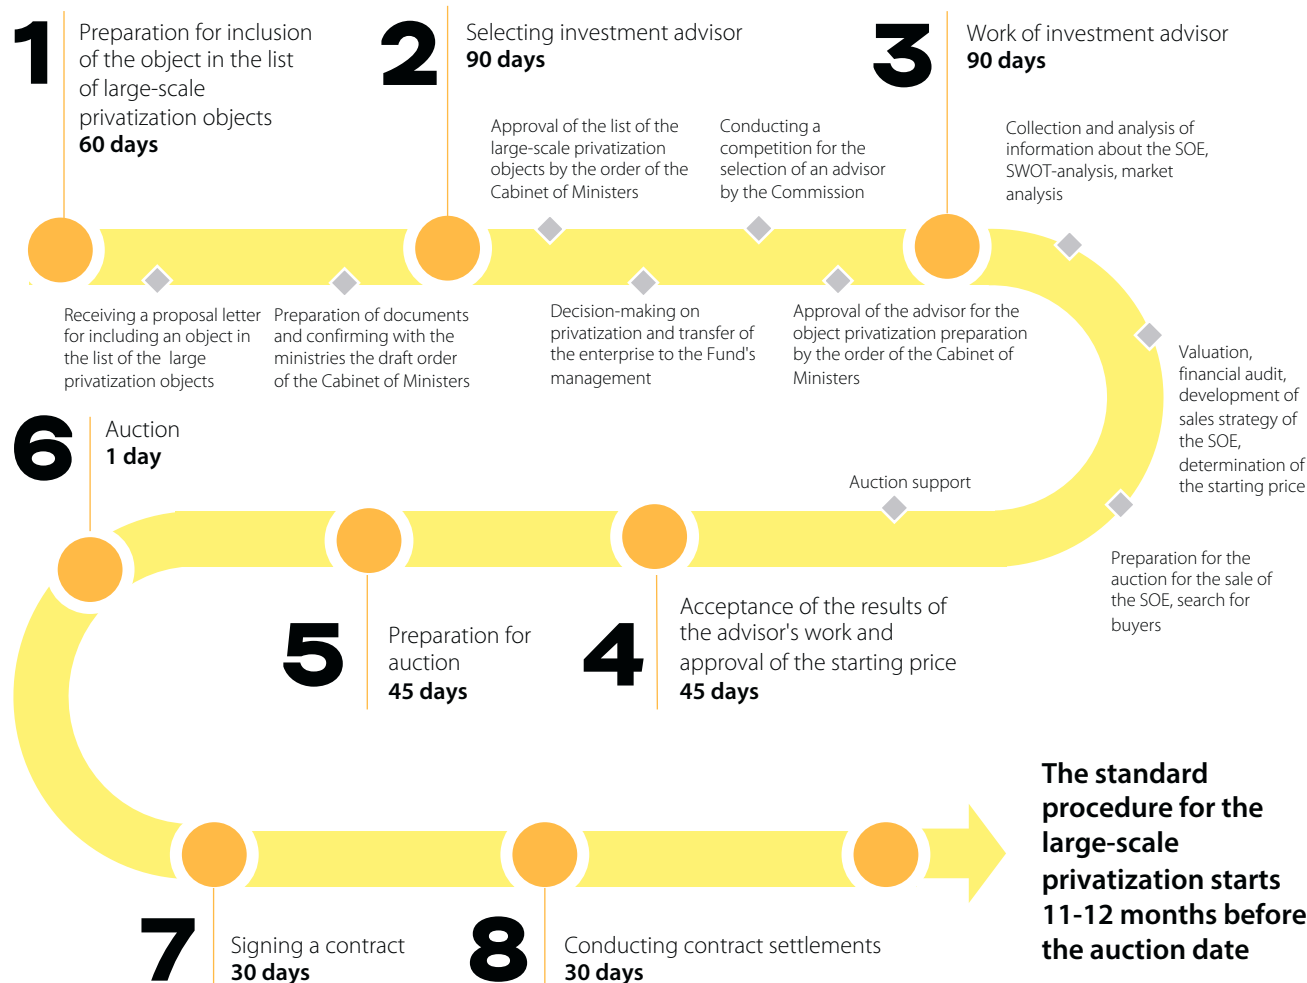 1
Preparation for inclusion
of the object in the list
of large-scale
privatization objects
60 days
2
Selecting investment advisor
90 days
3
Work of investment advisor
90 days
Approval of the list of the
large-scale privatization
objects by the order of the
Cabinet of Ministers
Conducting a
competition for the
selection of an advisor
by the Commission
Collection and analysis of
information about the SOE,
SWOT-analysis, market
analysis
Receiving a proposal letter
for including an object in
the list of the large
privatization objects
Preparation of documents
and confirming with the
ministries the draft order
of the Cabinet of Ministers
Decision-making on
privatization and transfer of
the enterprise to the Fund's
management
Approval of the advisor for the
object privatization preparation
by the order of the Cabinet of
Ministers
Valuation,
financial audit,
development of
sales strategy of
the SOE,
determination of
the starting price
Preparation for the
auction for the sale of
the SOE, search for
buyers
Auction support
4
Acceptance of the results of
the advisor's work and
approval of the starting price
45 days
5
Preparation for
auction
45 days
6
Auction
1 day
7
Signing a contract
30 days
8
Conducting contract settlements
30 days
The standard
procedure for the
large-scale
privatization starts
11-12 months before
the auction date